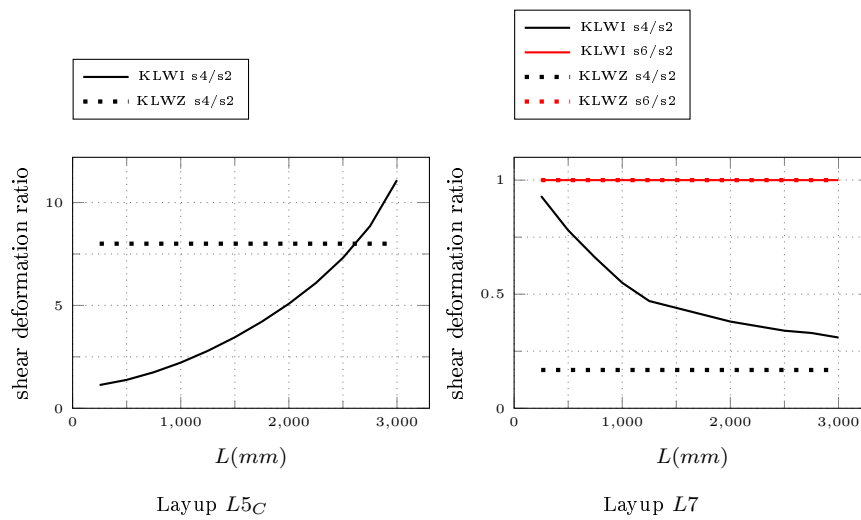 KLWI s4/s2
KLWZ s4/s2
shear deformation ratio
10
5
0
0
1,000
2,000
3,000
L(mm)
Layup L5C
KLWI s4/s2
KLWI s6/s2
KLWZ s4/s2
KLWZ s6/s2
shear deformation ratio
1
0.5
0
0
1,000
2,000
3,000
L(mm)
Layup L7